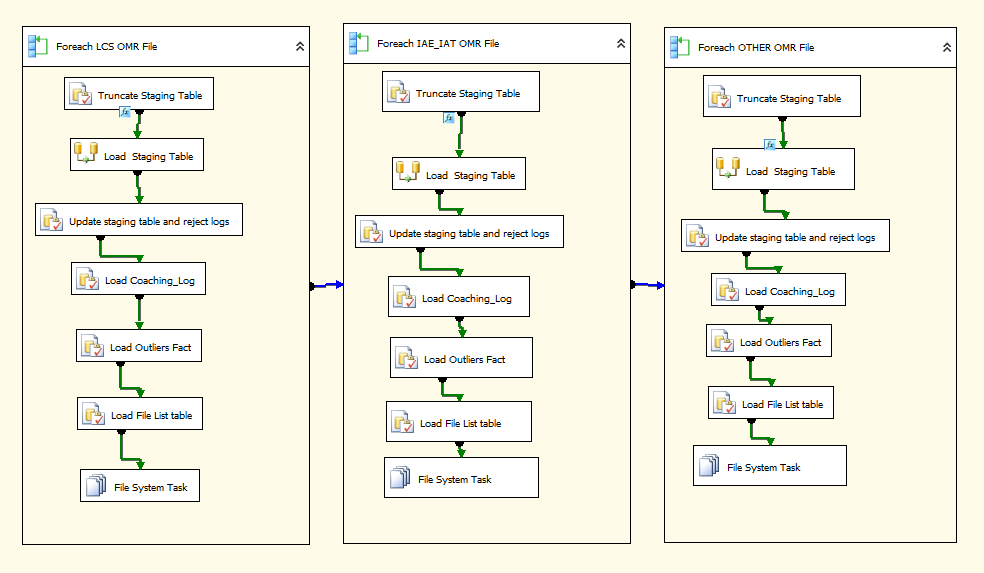 Foreach LCS OMR File
Truncate Staging Table
fx
Load Staging Table
Update staging table and reject logs
Load Coaching_Log
Load Outliers Fact
Load File List table
File System Task
Foreach IAE_IAT OMR File
Truncate Staging Table
fx
Load Staging Table
Update staging table and reject logs
Load Coaching_Log
Load Outliers Fact
Load File List table
File System Task
Foreach OTHER OMR File
Truncate Staging Table
fx
Load Staging Table
Update staging table and reject logs
Load Coaching_Log
Load Outliers Fact
Load File List table
File System Task